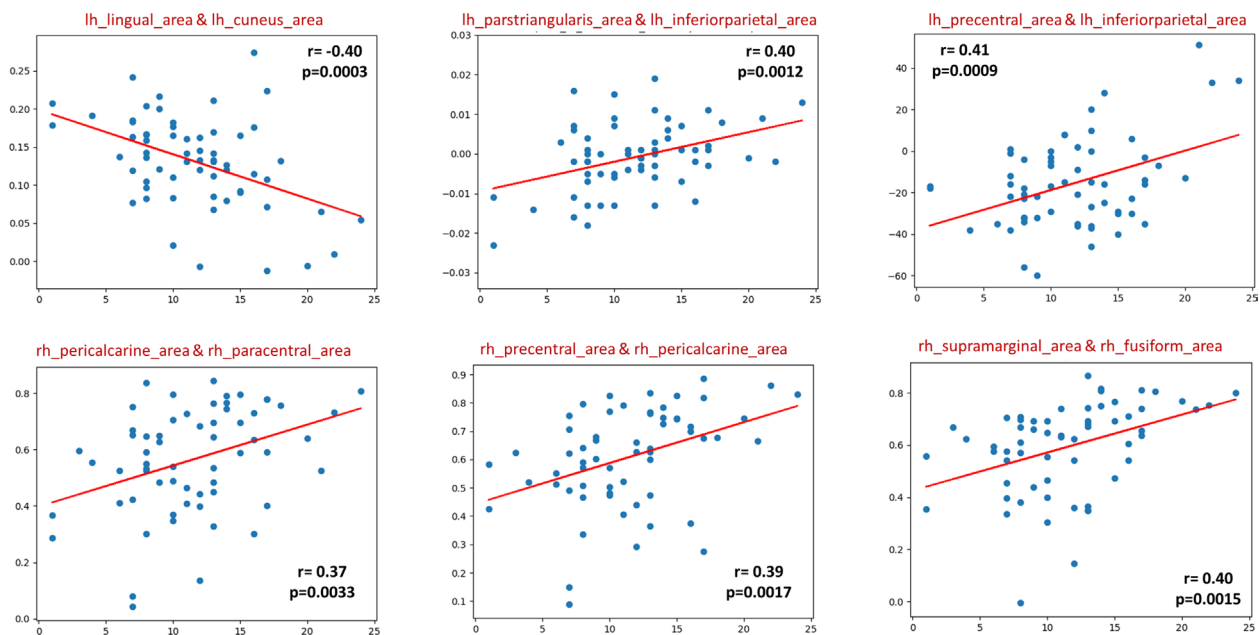 lh_lingual_area & lh_cuneus_area
r= -0.40
p=0.0003
0.25
0.20
0.15
0.10
0.05
0.00
0 5 10 15 20 25
lh_parstriangularis_area & lh_inferiorparietal_area
r= 0.40
p=0.0012
0.03
0.02
0.01
0.00
−0.01
−0.02
−0.03
0 5 10 15 20 25
lh_precentral_area & lh_inferiorparietal_area
r= 0.41
p=0.0009
40
20
0
−20
−40
−60
0 5 10 15 20 25
rh_pericalcarine_area & rh_paracentral_area
0.8
0.6
0.4
0.2
0.0
r= 0.37
p=0.0033
0 5 10 15 20 25
rh_precentral_area & rh_pericalcarine_area
0.9
0.8
0.7
0.6
0.5
0.4
0.3
0.2
0.1
r= 0.39
p=0.0017
0 5 10 15 20 25
rh_supramarginal_area & rh_fusiform_area
0.8
0.6
0.4
0.2
0.0
r= 0.40
p=0.0015
0 5 10 15 20 25